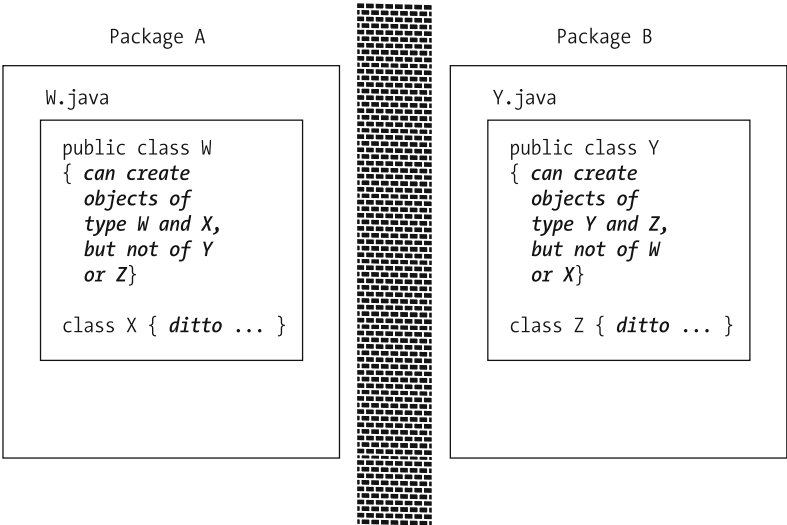 Package A
W.java
public class W
{ can create
objects of
type W and X,
but not of Y
or Z}
class X { ditto ... }
Package B
Y.java
public class Y
{ can create
objects of
type Y and Z,
but not of W
or X}
class Z { ditto ... }